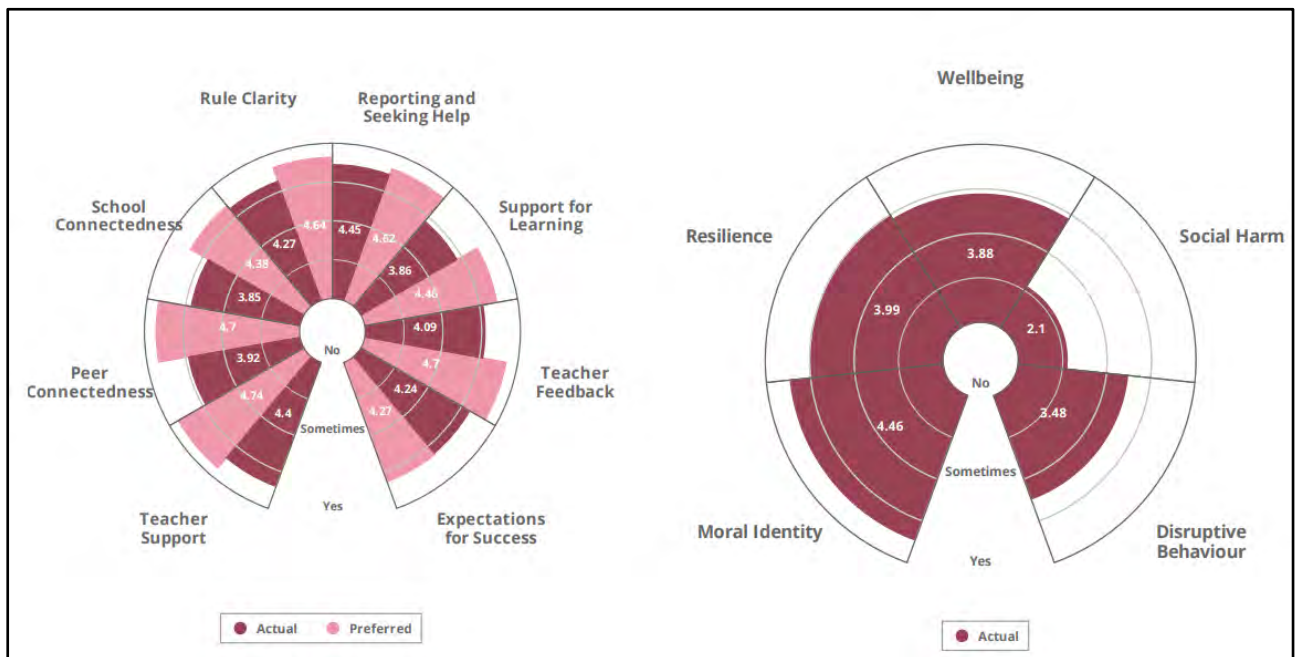 Rule Clarity
Reporting and
Seeking Help
School
Connectedness
Support for
Learning
4.64
4.45
4.62
4.27
4.38
3.86
4.46
3.85
4.09
4.7
4.7
3.92
4.24
4.74
4.27
4.4
No
Sometimes
Yes
Peer
Connectedness
Teacher
Feedback
Teacher
Support
Expectations
for Success
Actual
Preferred
Wellbeing
Resilience
Social Harm
3.88
3.99
2.1
4.46
3.48
No
Sometimes
Yes
Moral Identity
Disruptive
Behaviour
Actual